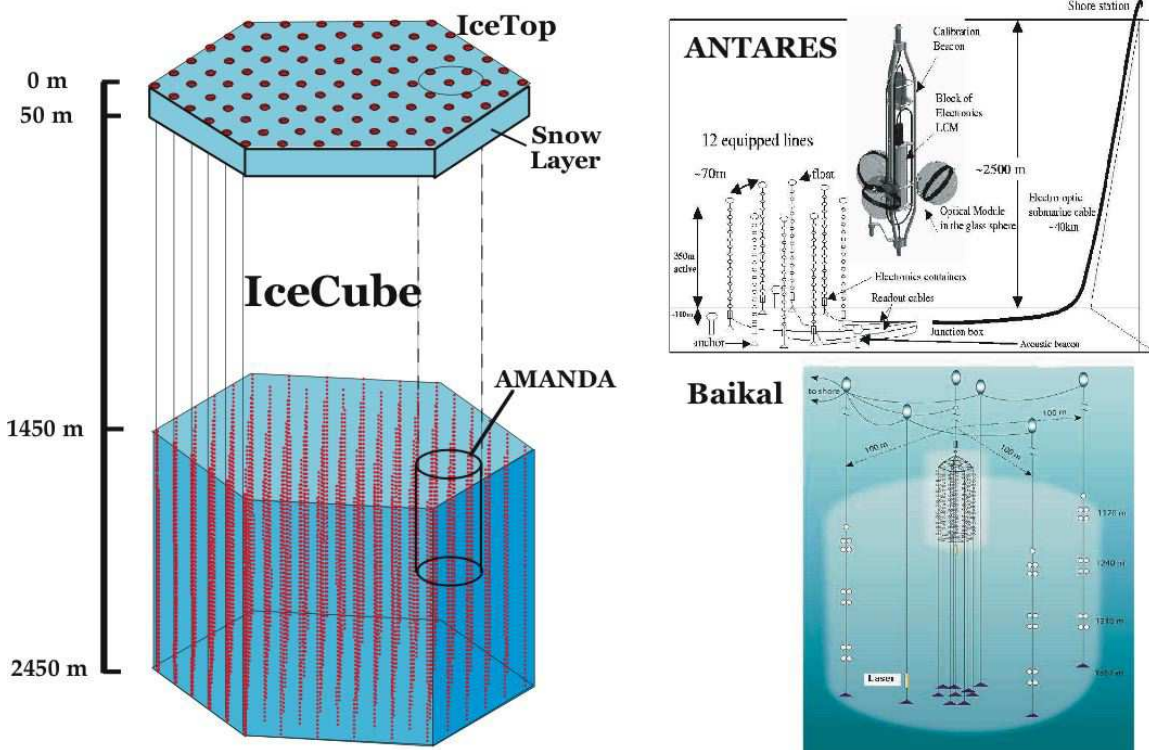 IceTop
0 m
50 m
Snow
Layer
IceCube
AMANDA
1450 m
2450 m
Shore station
ANTARES
Calibration
Beacon
Block of
Electronics
LCM
12 equipped lines
~70m
float
~2500 m
Electro optic
submarine cable
~40km
Optical Module
in the glass sphere
350m
active
Electronics containers
Readout cables
~100m
Junction box
anchor
Acoustic beacon
Baikal
to shore
100 m
100 m
100 m
1240 m
Laser